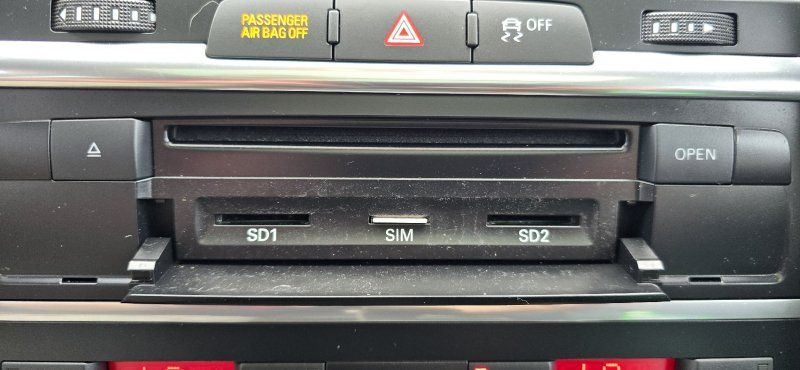 PASSENGER
AIR BAG OFF
OFF
OPEN
SD1
SIM
SD2